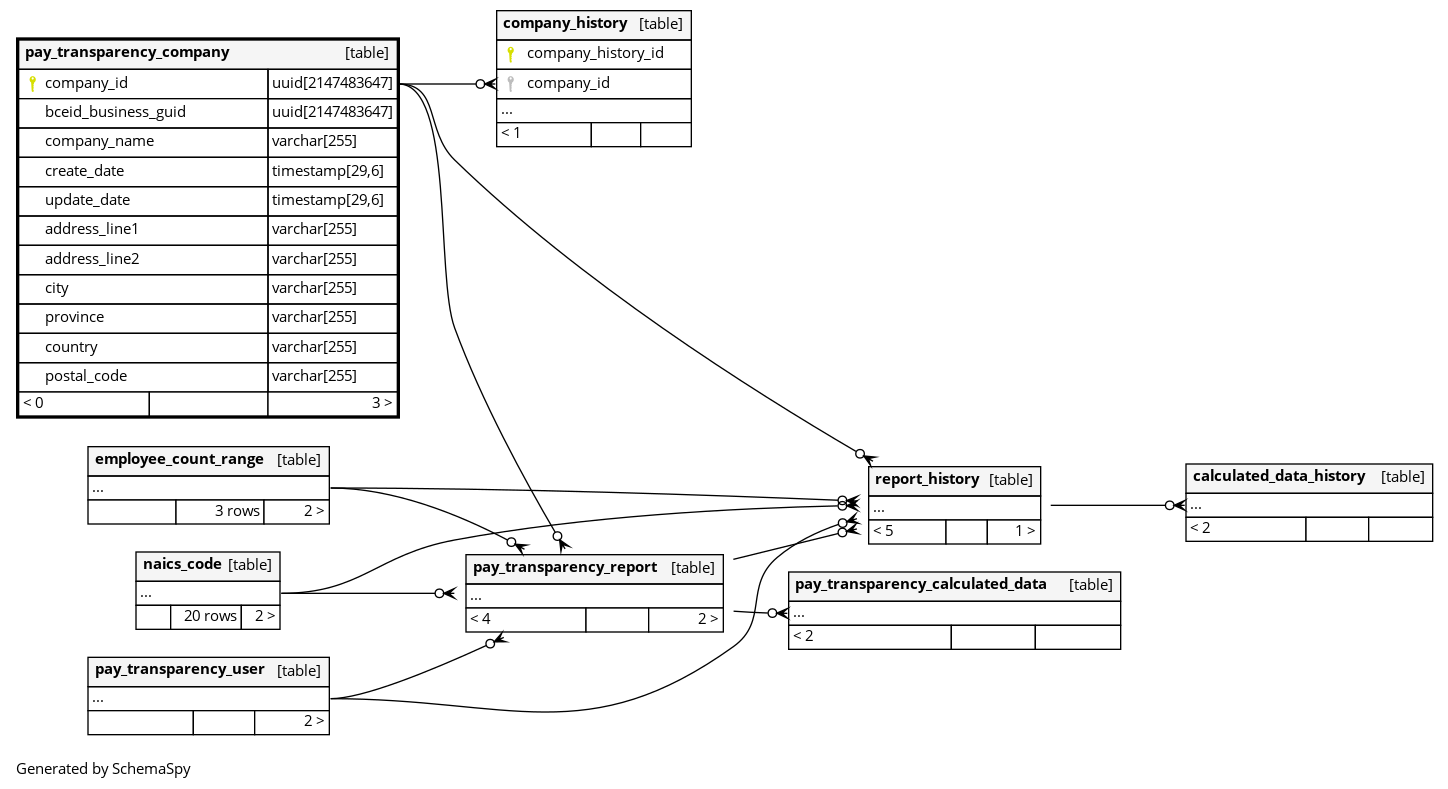 pay_transparency_company [table]
company_id uuid[2147483647]
bceid_business_guid uuid[2147483647]
company_name varchar[255]
create_date timestamp[29,6]
update_date timestamp[29,6]
address_line1 varchar[255]
address_line2 varchar[255]
city varchar[255]
province varchar[255]
country varchar[255]
postal_code varchar[255]
< 0 3 >
company_history [table]
company_history_id
company_id
...
< 1
employee_count_range [table]
...
3 rows 2 >
naics_code [table]
...
20 rows 2 >
pay_transparency_user [table]
...
2 >
pay_transparency_report [table]
...
< 4 2 >
report_history [table]
...
< 5 1 >
pay_transparency_calculated_data [table]
...
< 2
calculated_data_history [table]
...
< 2
Generated by SchemaSpy